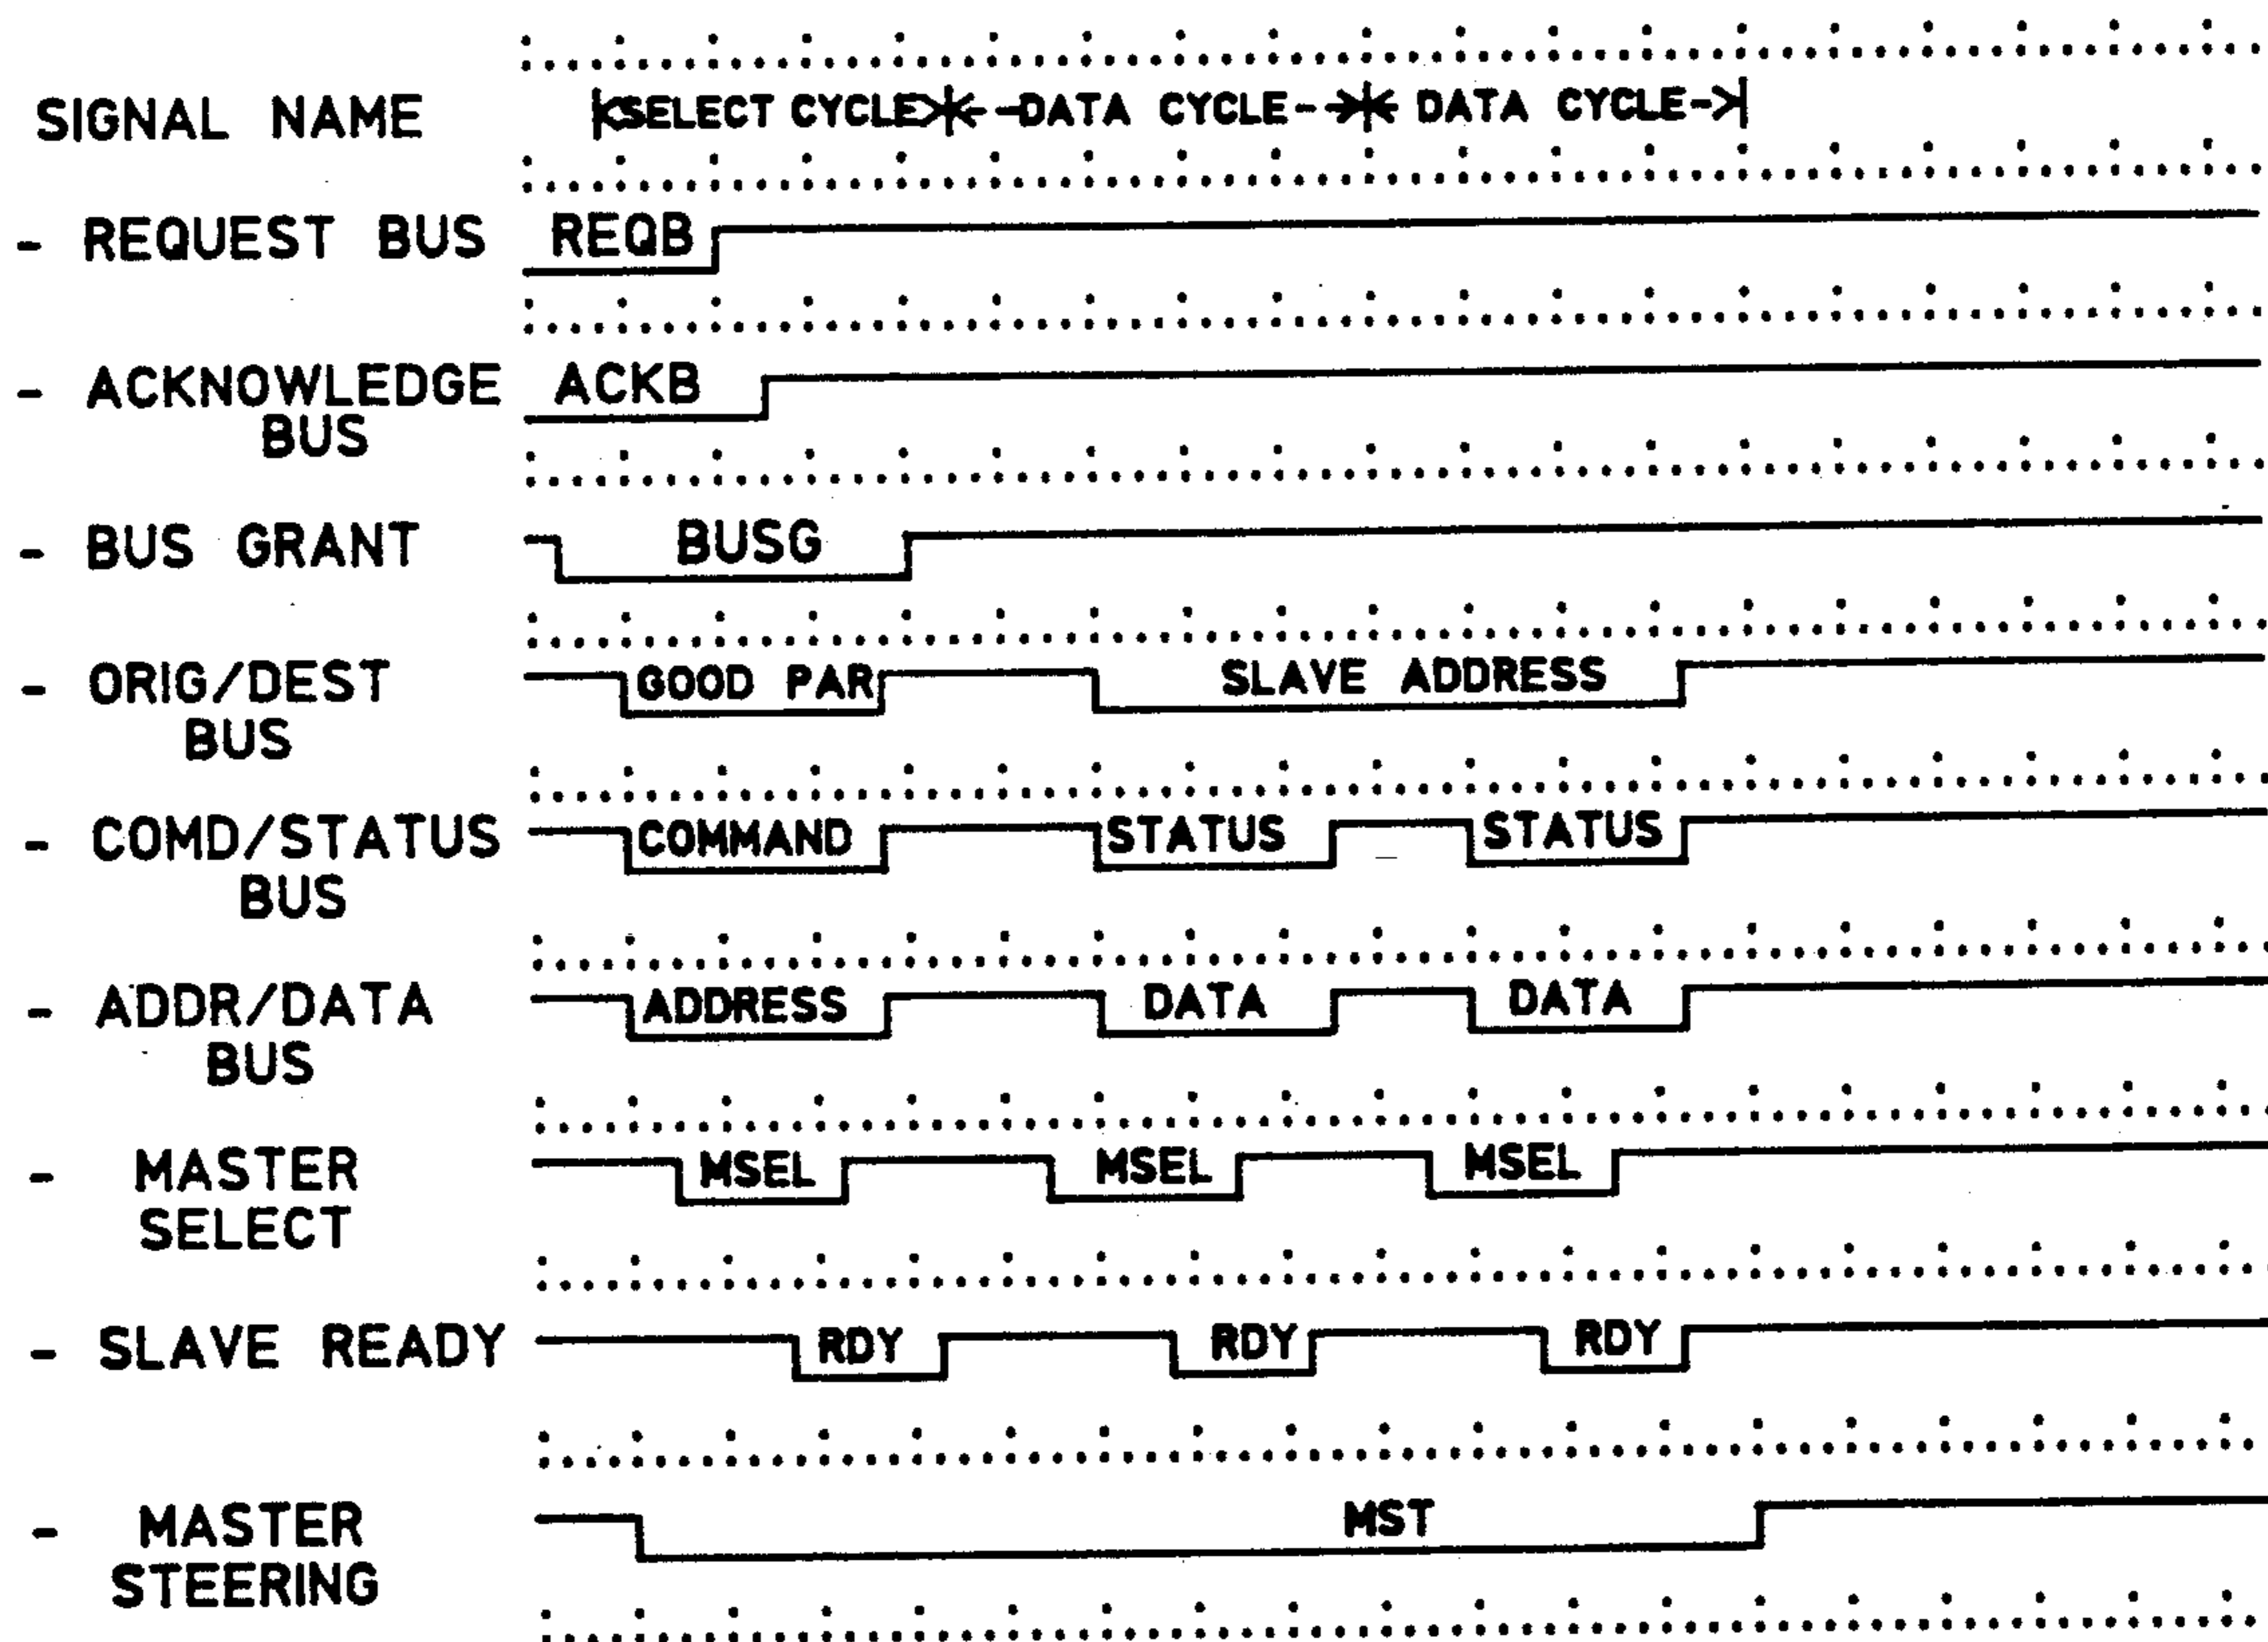 SIGNAL NAME |<SELECT CYCLE>|<--DATA CYCLE-->|< DATA CYCLE->|
- REQUEST BUS REQB
- ACKNOWLEDGE ACKB
BUS
- BUS GRANT BUSG
- ORIG/DEST GOOD PAR SLAVE ADDRESS
BUS
- COMD/STATUS COMMAND STATUS STATUS
BUS
- ADDR/DATA ADDRESS DATA DATA
BUS
- MASTER MSEL MSEL MSEL
SELECT
- SLAVE READY RDY RDY RDY
- MASTER MST
STEERING